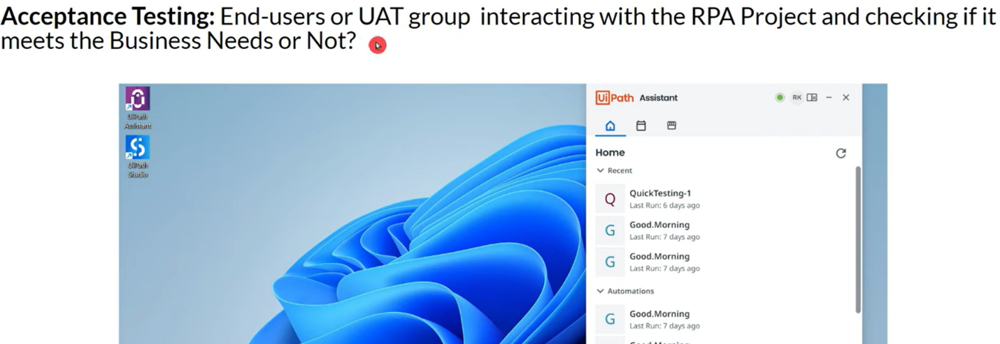 Acceptance Testing: End-users or UAT group interacting with the RPA Project and checking if it
meets the Business Needs or Not?
UiPath
Assistant
UiPath
Studio
UiPath Assistant
RK
Home
Recent
Q
QuickTesting-1
Last Run: 6 days ago
G
Good.Morning
Last Run: 7 days ago
G
Good.Morning
Last Run: 7 days ago
Automations
G
Good.Morning
Last Run: 7 days ago